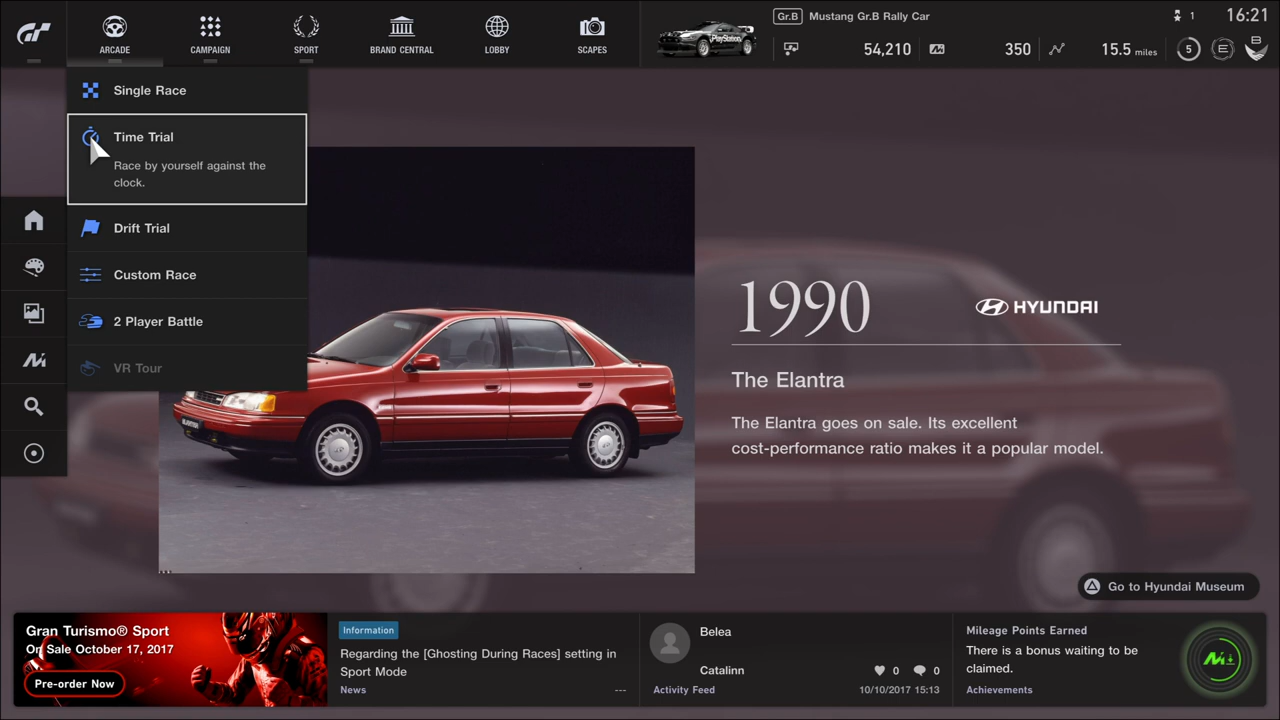 GT
ARCADE
CAMPAIGN
SPORT
BRAND CENTRAL
LOBBY
SCAPES
PlayStation
Gr.B Mustang Gr.B Rally Car
1
16:21
54,210
350
15.5 miles
5
E
B
Single Race
Time Trial
Race by yourself against the
clock.
Drift Trial
Custom Race
2 Player Battle
VR Tour
ELANTRA
1990
HYUNDAI
The Elantra
The Elantra goes on sale. Its excellent
cost-performance ratio makes it a popular model.
Go to Hyundai Museum
Gran Turismo® Sport
On Sale October 17, 2017
Pre-order Now
Information
Regarding the [Ghosting During Races] setting in
Sport Mode
News
---
Belea
Catalinn
0
0
Activity Feed
10/10/2017 15:13
Mileage Points Earned
There is a bonus waiting to be
claimed.
Achievements